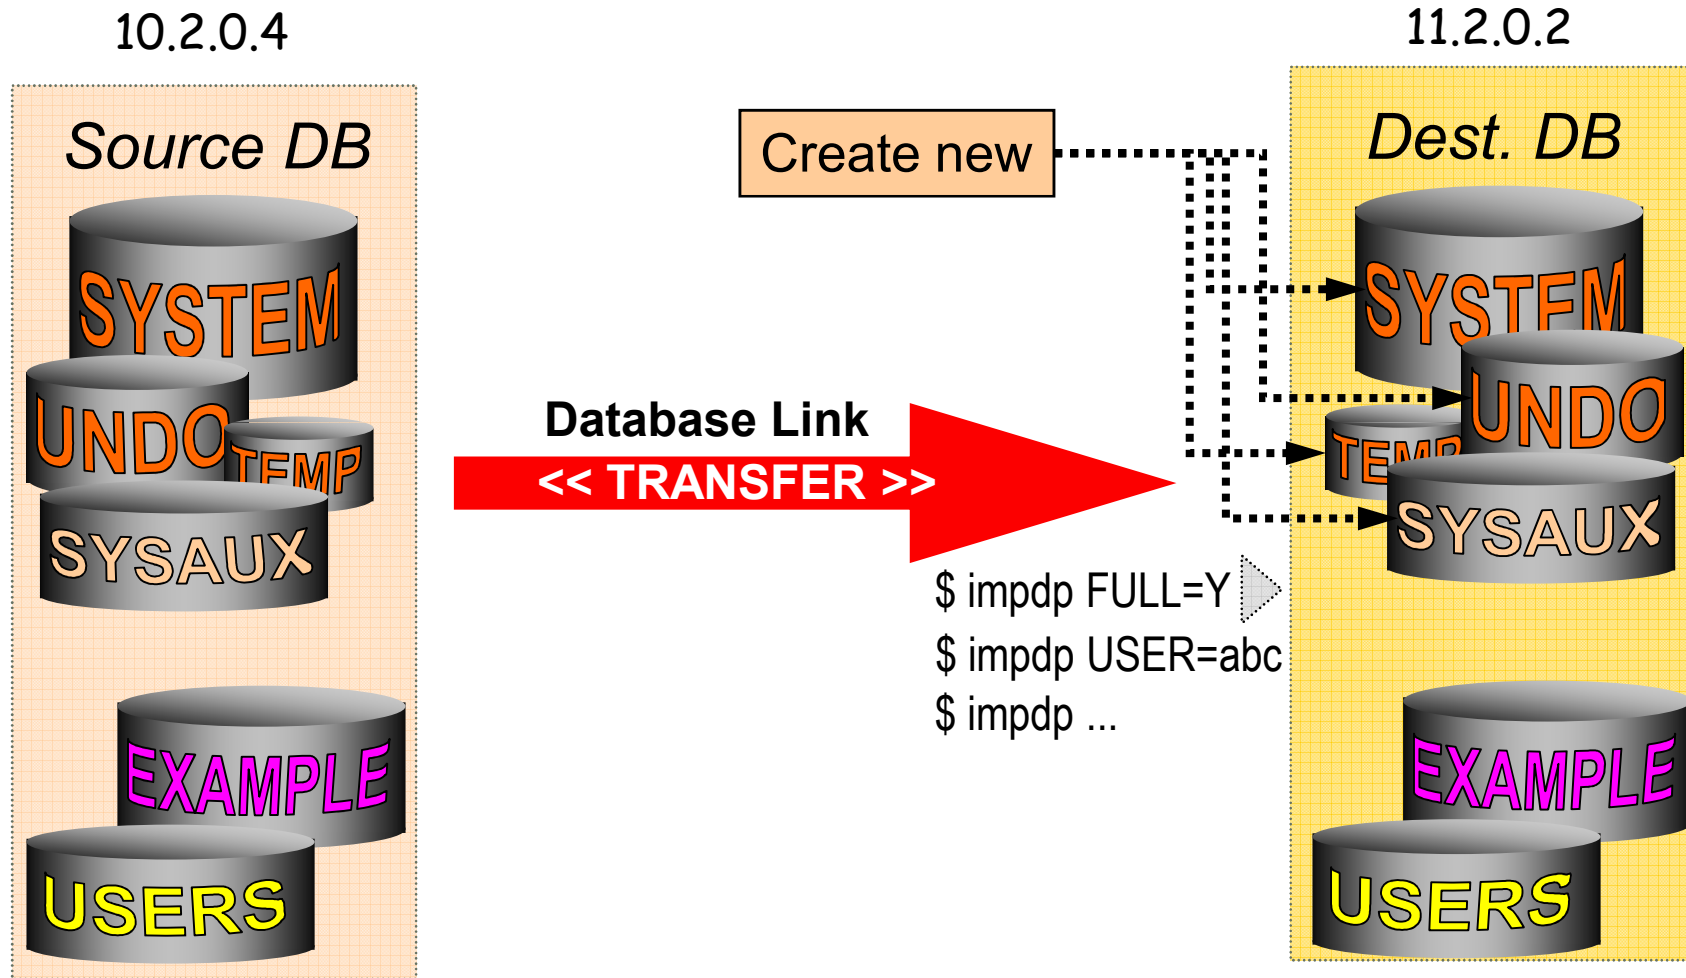 10.2.0.4
11.2.0.2
Source DB
Create new
Dest. DB
SYSTEM
UNDO
TEMP
SYSAUX
EXAMPLE
USERS
Database Link
<< TRANSFER >>
$ impdp FULL=Y
$ impdp USER=abc
$ impdp ...
SYSTEM
UNDO
TEMP
SYSAUX
EXAMPLE
USERS